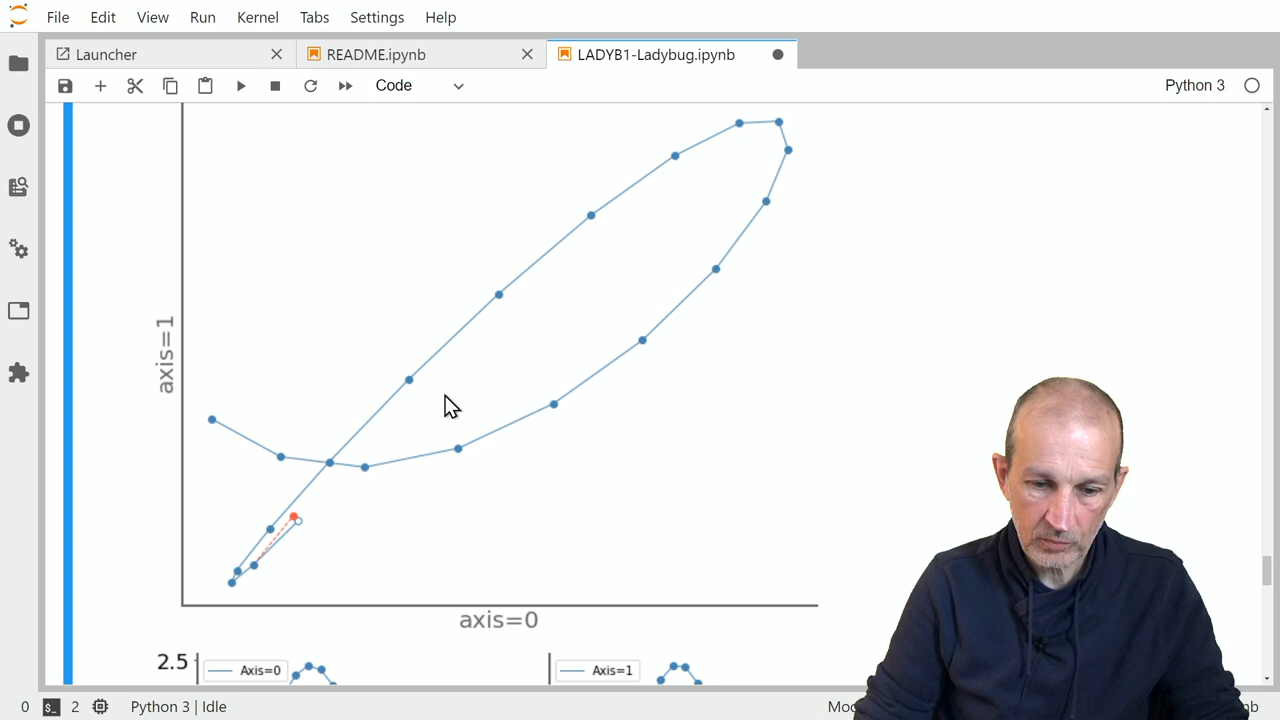 File Edit View Run Kernel Tabs Settings Help
Launcher README.ipynb LADYB1-Ladybug.ipynb
Code Python 3
axis=1
axis=0
2.5 Axis=0 Axis=1
0 $_ 2 Python 3 | Idle